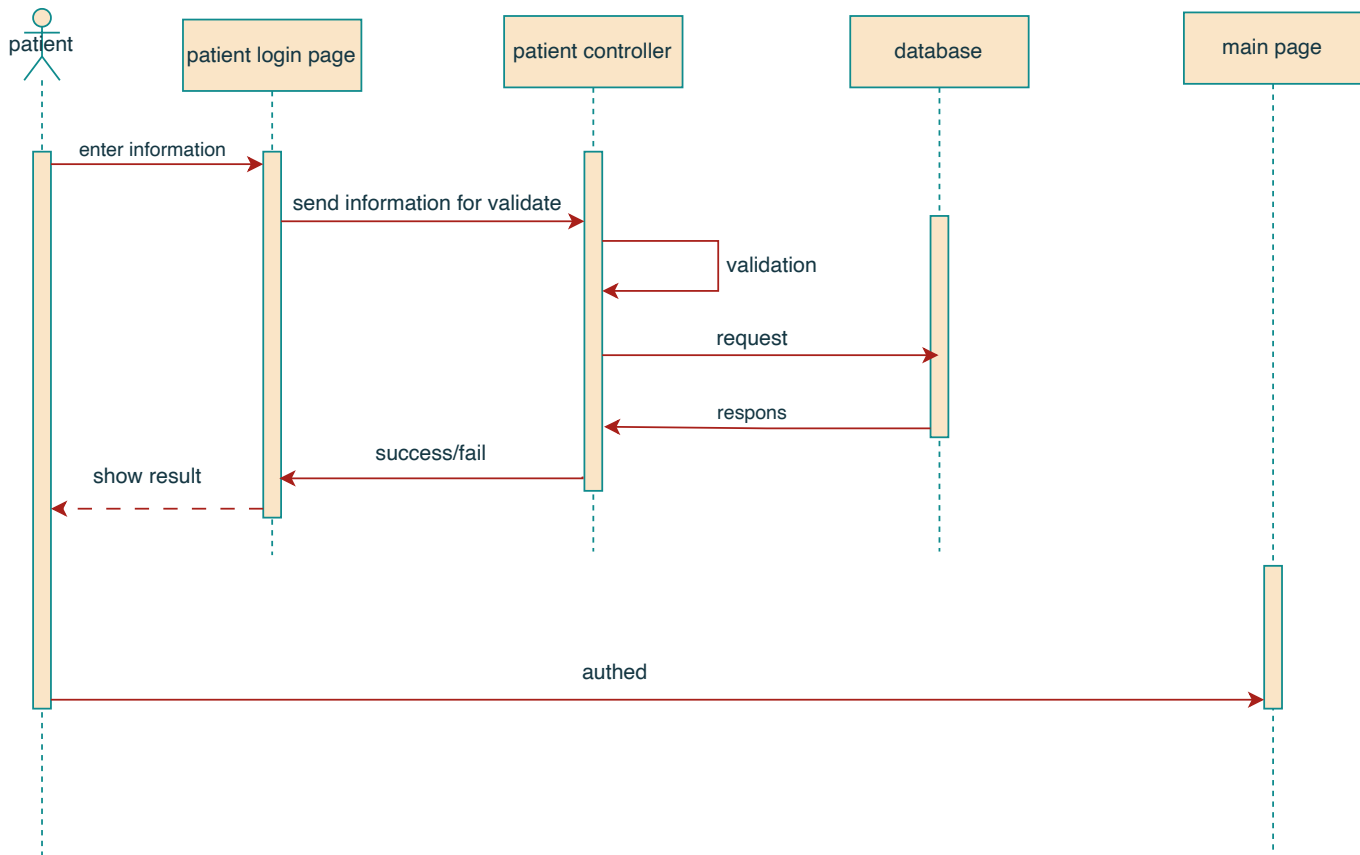 patient
patient login page
patient controller
database
main page
enter information
send information for validate
validation
request
respons
success/fail
show result
authed